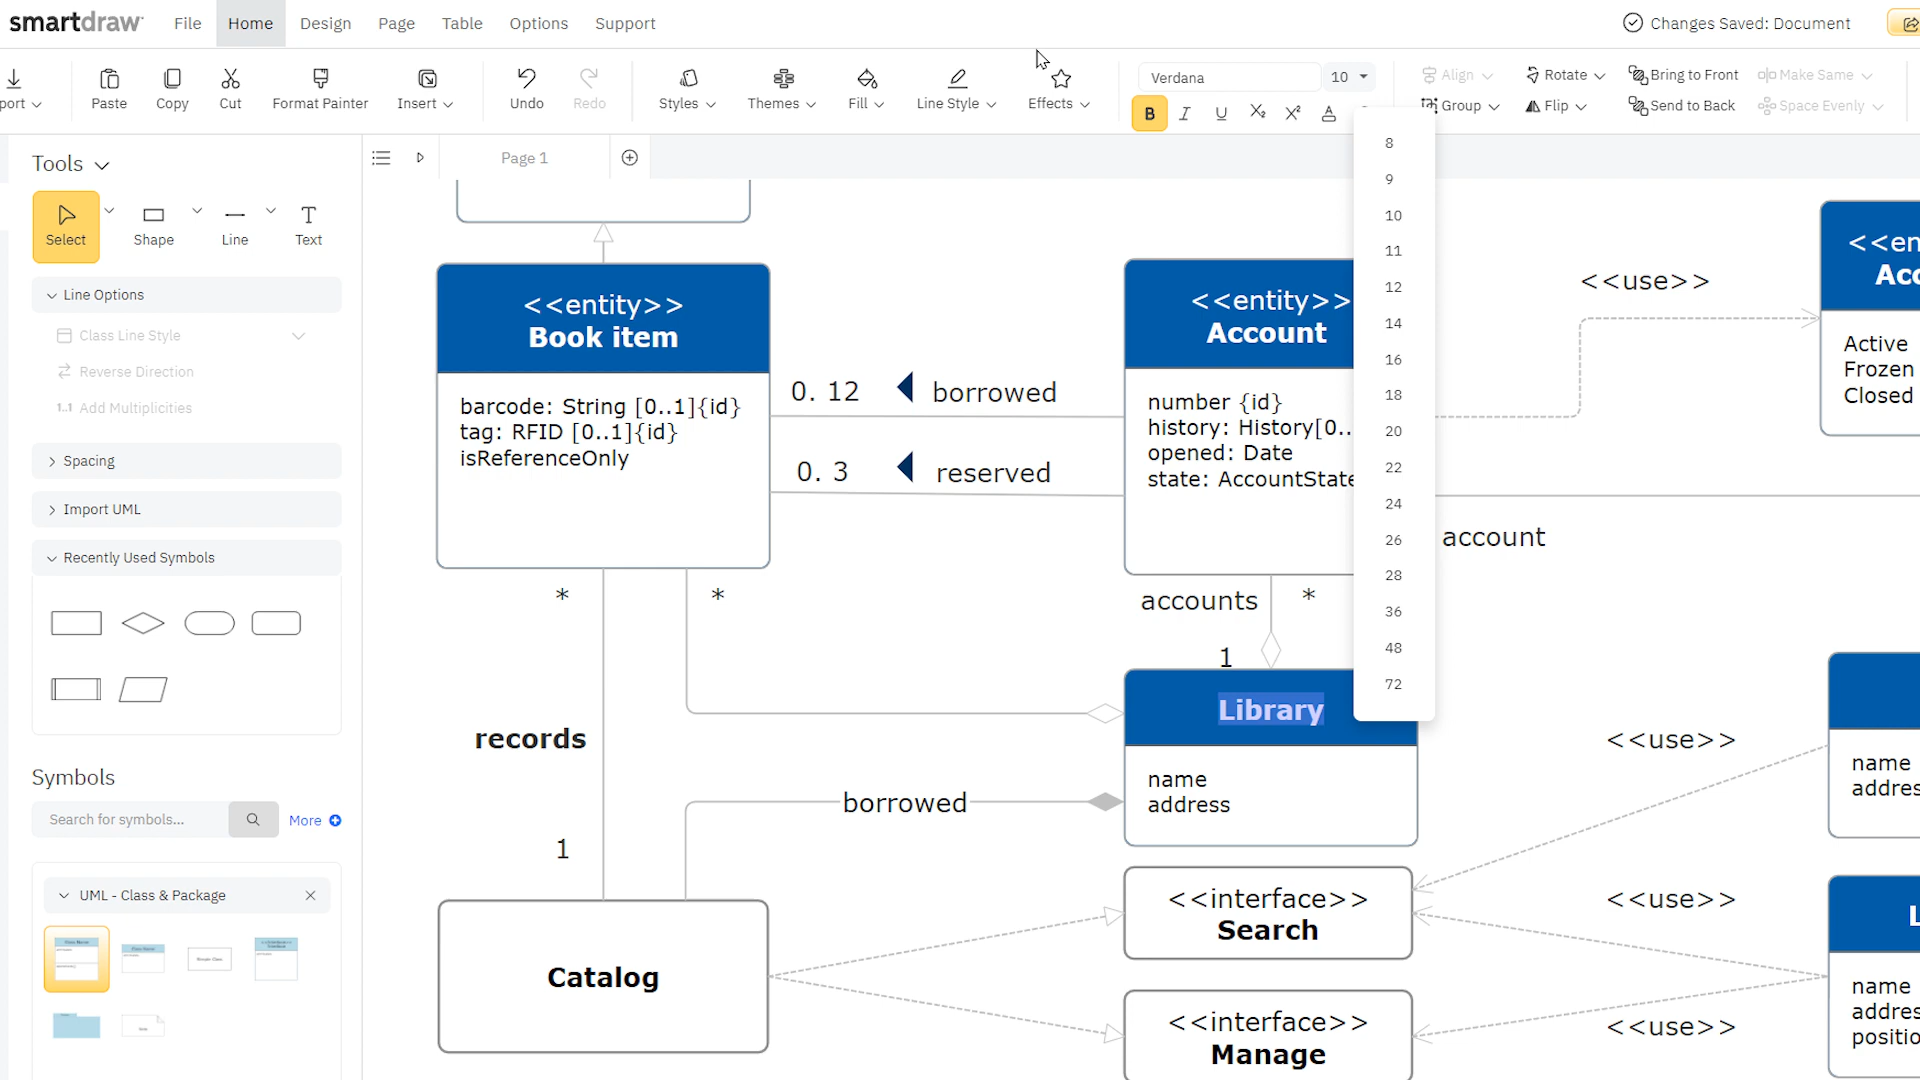 smartdraw
File Home Design Page Table Options Support
Changes Saved: Document
port
Paste
Copy
Cut
Format Painter
Insert
Undo
Redo
Styles
Themes
Fill
Line Style
Effects
Verdana
10
B I U X₂ X² A
Align
Group
Rotate
Flip
Bring to Front
Send to Back
Make Same
Space Evenly
Tools
Select
Shape
Line
Text
Line Options
Class Line Style
Reverse Direction
1..1 Add Multiplicities
Spacing
Import UML
Recently Used Symbols
Symbols
Search for symbols...
More
UML - Class & Package
Page 1
8
9
10
11
12
14
16
18
20
22
24
26
28
36
48
72
<<entity>>
Book item
barcode: String [0..1]{id}
tag: RFID [0..1]{id}
isReferenceOnly
0. 12
borrowed
0. 3
reserved
<<entity>>
Account
number {id}
history: History[0..
opened: Date
state: AccountState
<<use>>
<<en
Acc
Active
Frozen
Closed
account
*
*
accounts
*
1
Library
name
address
records
borrowed
1
Catalog
<<interface>>
Search
<<interface>>
Manage
<<use>>
<<use>>
<<use>>
name
addres
L
name
addres
positio